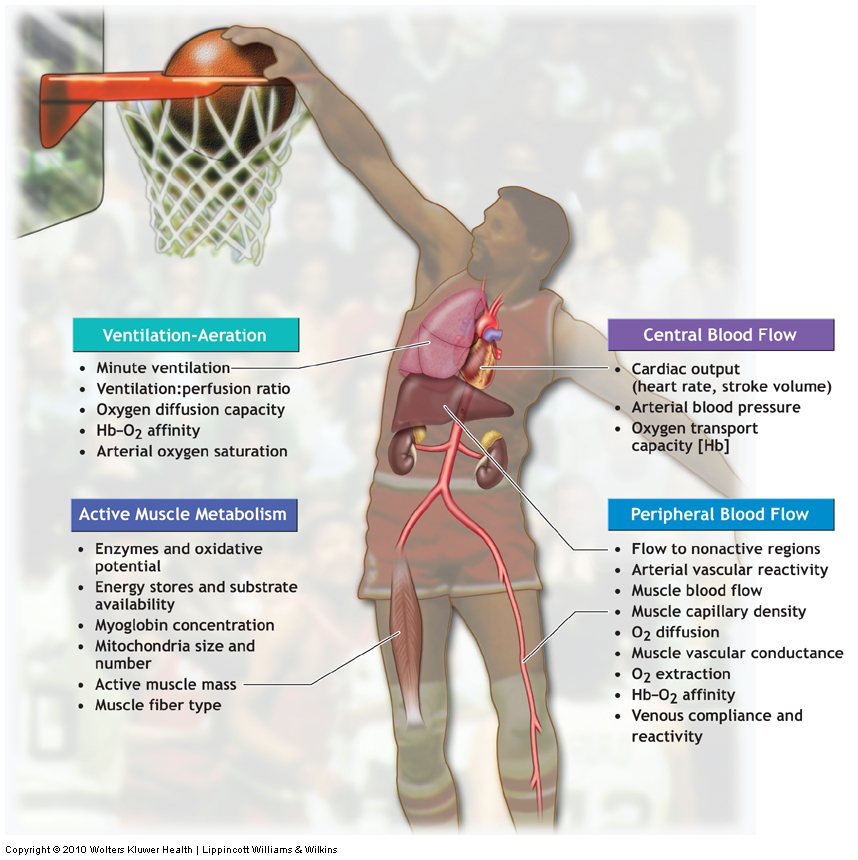 Ventilation–Aeration
• Minute ventilation
• Ventilation:perfusion ratio
• Oxygen diffusion capacity
• Hb–O₂ affinity
• Arterial oxygen saturation
Central Blood Flow
• Cardiac output
(heart rate, stroke volume)
• Arterial blood pressure
• Oxygen transport
capacity [Hb]
Active Muscle Metabolism
• Enzymes and oxidative
potential
• Energy stores and substrate
availability
• Myoglobin concentration
• Mitochondria size and
number
• Active muscle mass
• Muscle fiber type
Peripheral Blood Flow
• Flow to nonactive regions
• Arterial vascular reactivity
• Muscle blood flow
• Muscle capillary density
• O₂ diffusion
• Muscle vascular conductance
• O₂ extraction
• Hb–O₂ affinity
• Venous compliance and
reactivity
Copyright © 2010 Wolters Kluwer Health | Lippincott Williams & Wilkins